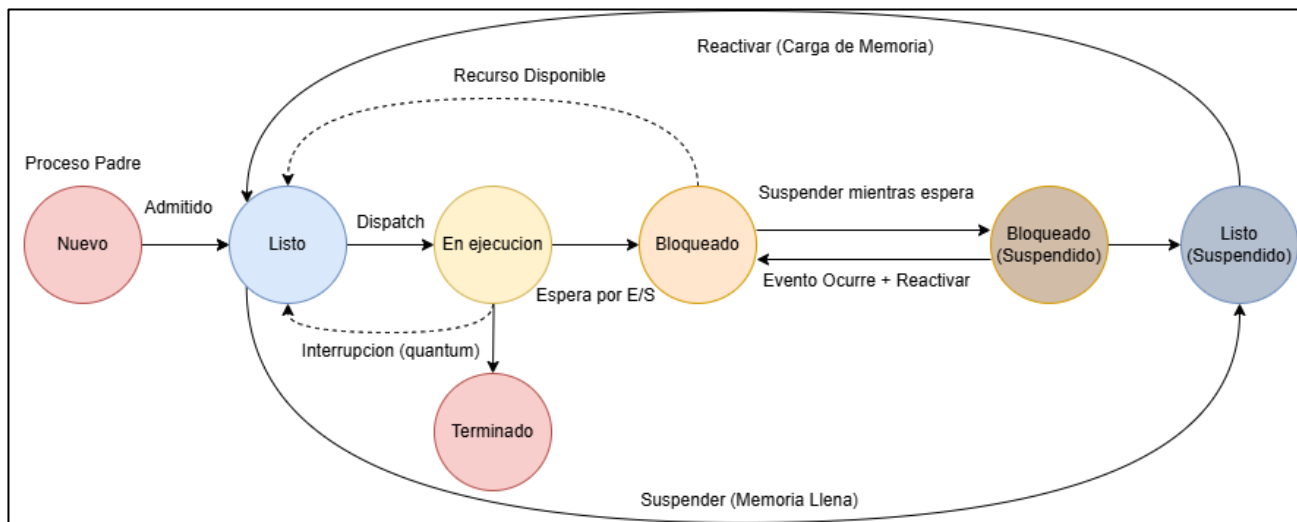 Reactivar (Carga de Memoria)
Recurso Disponible
Proceso Padre
Admitido
Dispatch
Suspender mientras espera
Nuevo
Listo
En ejecucion
Bloqueado
Bloqueado
(Suspendido)
Listo
(Suspendido)
Espera por E/S
Evento Ocurre + Reactivar
Interrupcion (quantum)
Terminado
Suspender (Memoria Llena)